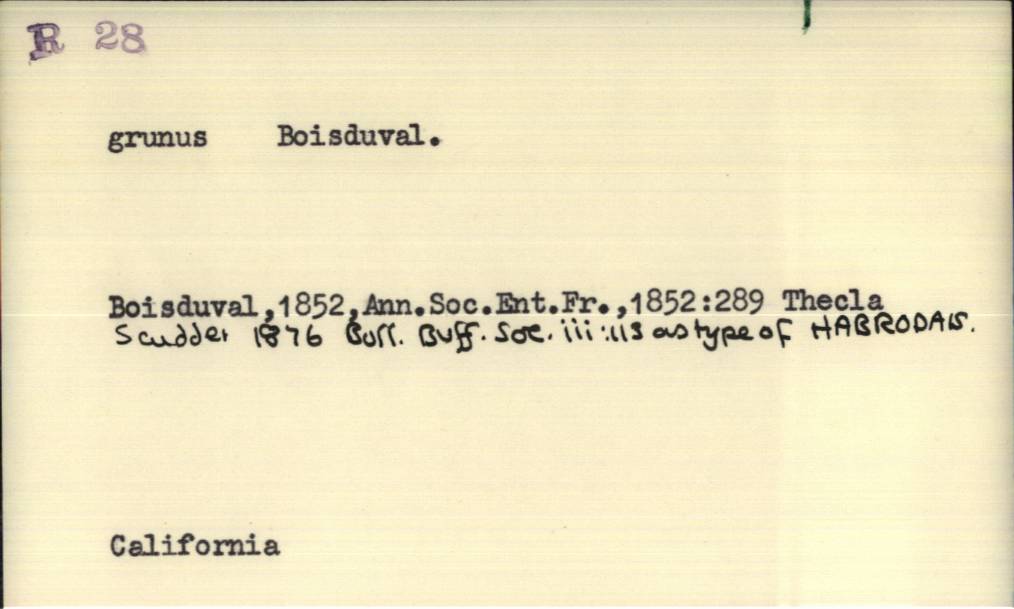 R 28
grunus Boisduval.
Boisduval,1852,Ann.Soc.Ent.Fr.,1852:289 Thecla
Scudder 1876 Bull. Buff. Soc. iii:113 as type of HABRODAIS.
California